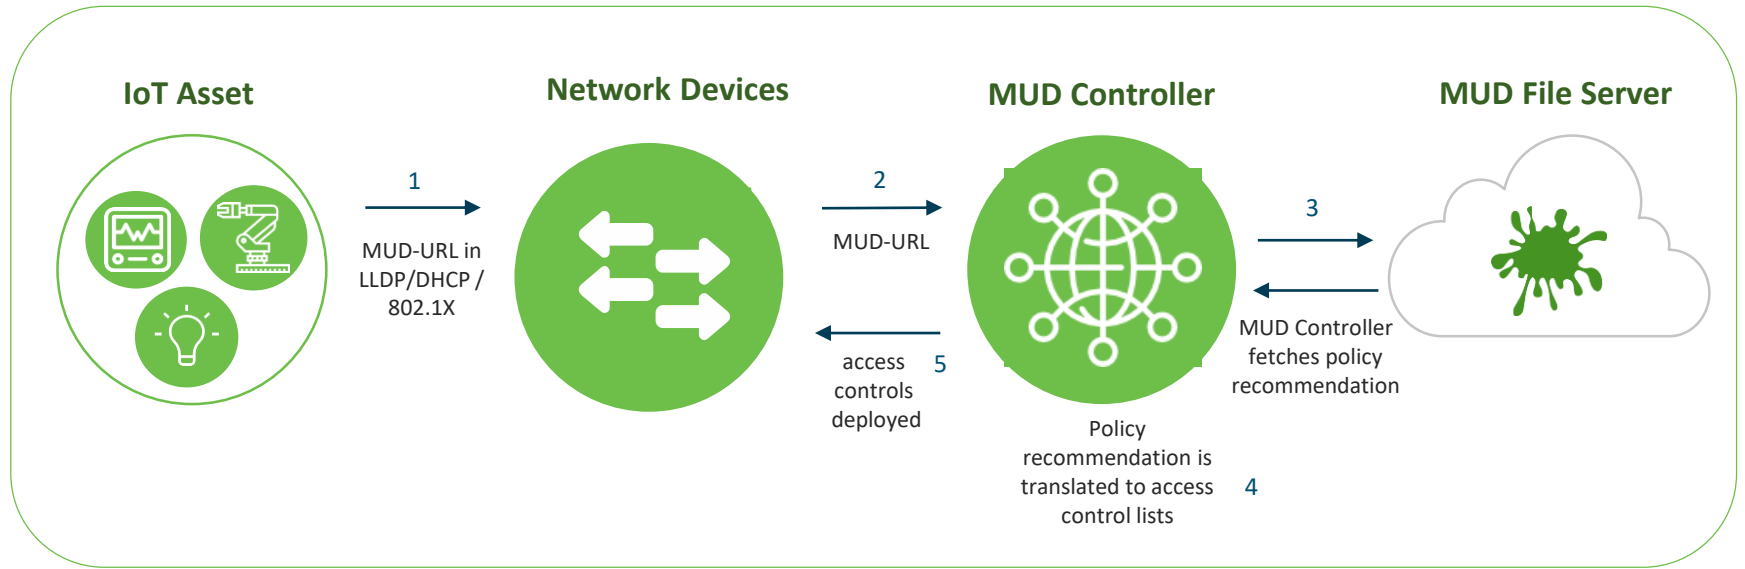 IoT Asset
Network Devices
MUD Controller
MUD File Server
1
MUD-URL in
LLDP/DHCP /
802.1X
2
MUD-URL
3
MUD Controller
fetches policy
recommendation
Policy
recommendation is
translated to access
control lists
4
access
controls
deployed
5